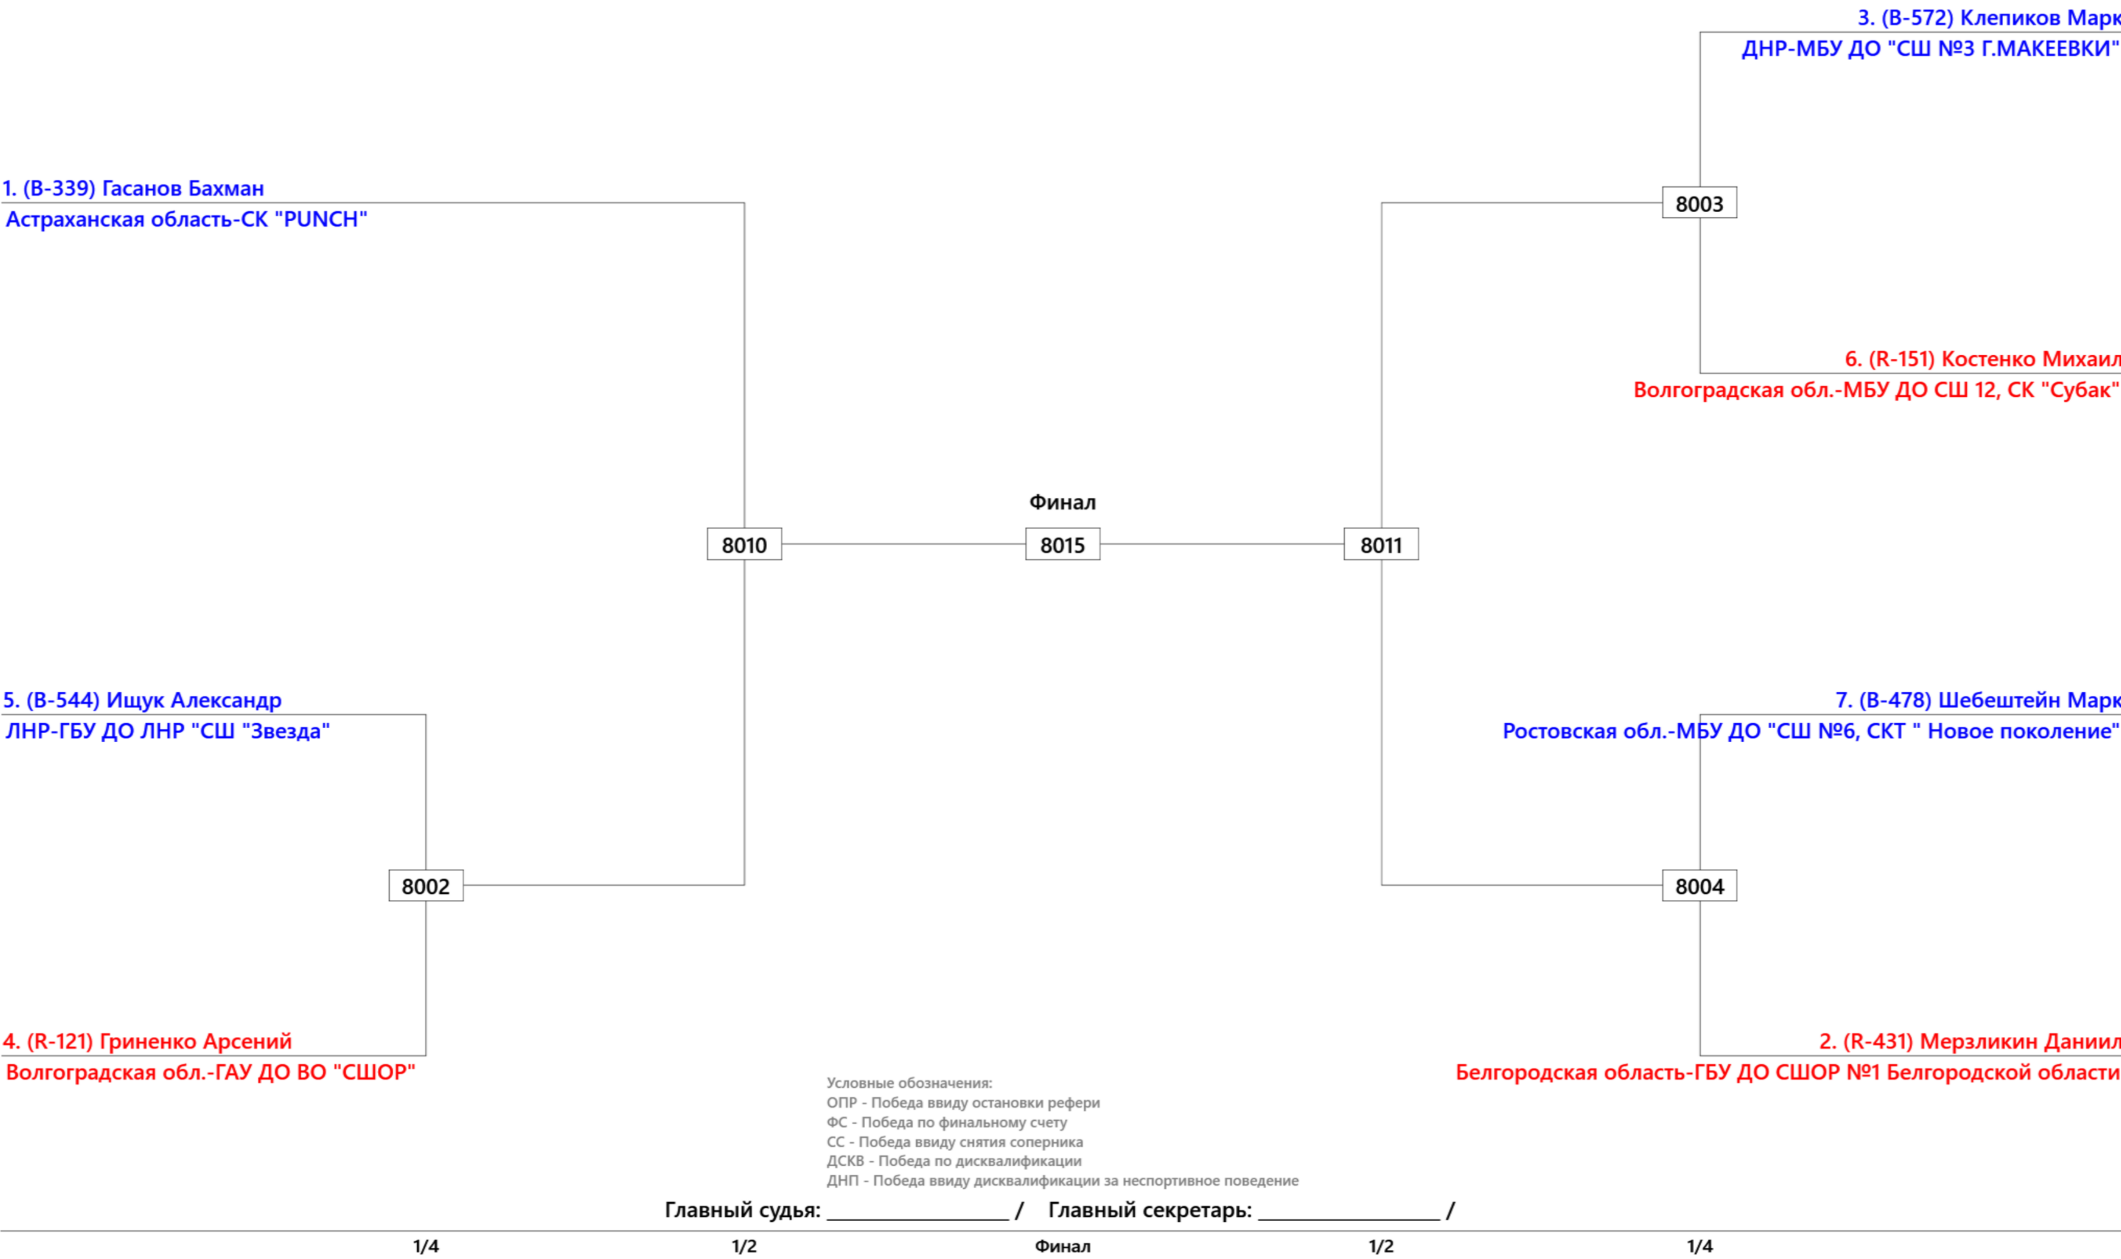 3. (B-572) Клепиков Марк
ДНР-МБУ ДО "СШ №3 Г.МАКЕЕВКИ"
1. (B-339) Гасанов Бахман
Астраханская область-СК "PUNCH"
8003
6. (R-151) Костенко Михаил
Волгоградская обл.-МБУ ДО СШ 12, СК "Субак"
Финал
8010
8015
8011
5. (B-544) Ищук Александр
ЛНР-ГБУ ДО ЛНР "СШ "Звезда"
7. (B-478) Шебештейн Марк
Ростовская обл.-МБУ ДО "СШ №6, СКТ " Новое поколение"
8002
8004
4. (R-121) Гриненко Арсений
Волгоградская обл.-ГАУ ДО ВО "СШОР"
2. (R-431) Мерзликин Даниил
Белгородская область-ГБУ ДО СШОР №1 Белгородской области
Условные обозначения:
ОПР - Победа ввиду остановки рефери
ФС - Победа по финальному счету
СС - Победа ввиду снятия соперника
ДСКВ - Победа по дисквалификации
ДНП - Победа ввиду дисквалификации за неспортивное поведение
Главный судья: __________________ / Главный секретарь: __________________ /
1/4 1/2 Финал 1/2 1/4